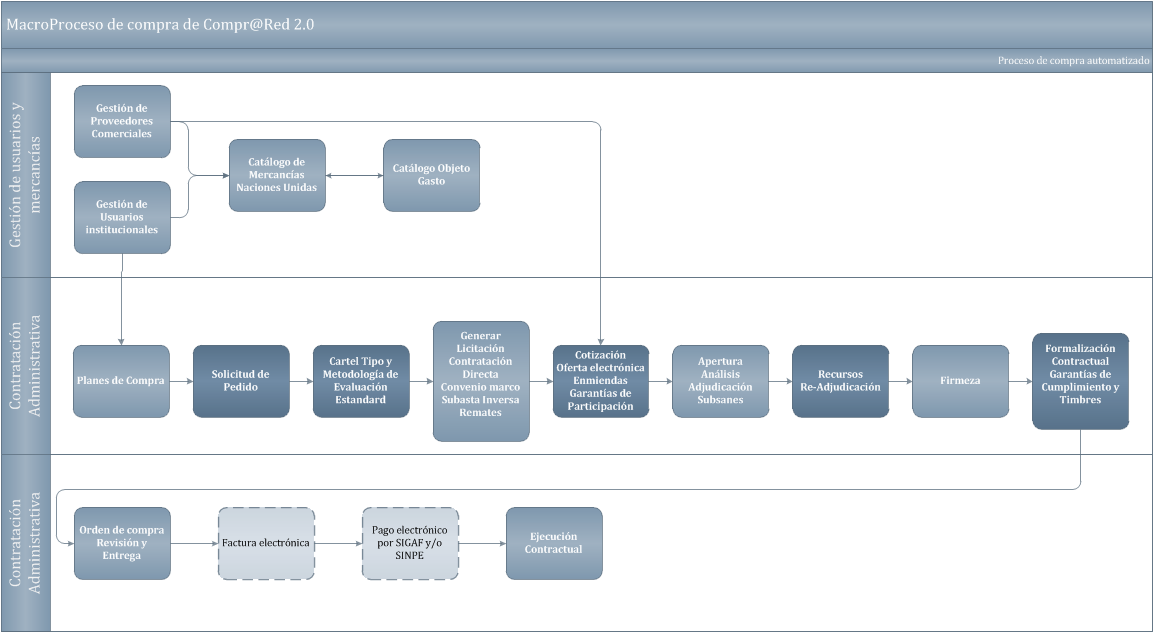 MacroProceso de compra de Compr@Red 2.0
Proceso de compra automatizado
Gestión de usuarios y
mercancías
Gestión de
Proveedores
Comerciales
Catálogo de
Mercancías
Naciones Unidas
Catálogo Objeto
Gasto
Gestión de
Usuarios
institucionales
Contratación
Administrativa
Planes de Compra
Solicitud de
Pedido
Cartel Tipo y
Metodología de
Evaluación
Estandard
Generar
Licitación
Contratación
Directa
Convenio marco
Subasta Inversa
Remates
Cotización
Oferta electrónica
Enmiendas
Garantías de
Participación
Apertura
Análisis
Adjudicación
Subsanes
Recursos
Re-Adjudicación
Firmeza
Formalización
Contractual
Garantías de
Cumplimiento y
Timbres
Contratación
Administrativa
Orden de compra
Revisión y
Entrega
Factura electrónica
Pago electrónico
por SIGAF y/o
SINPE
Ejecución
Contractual